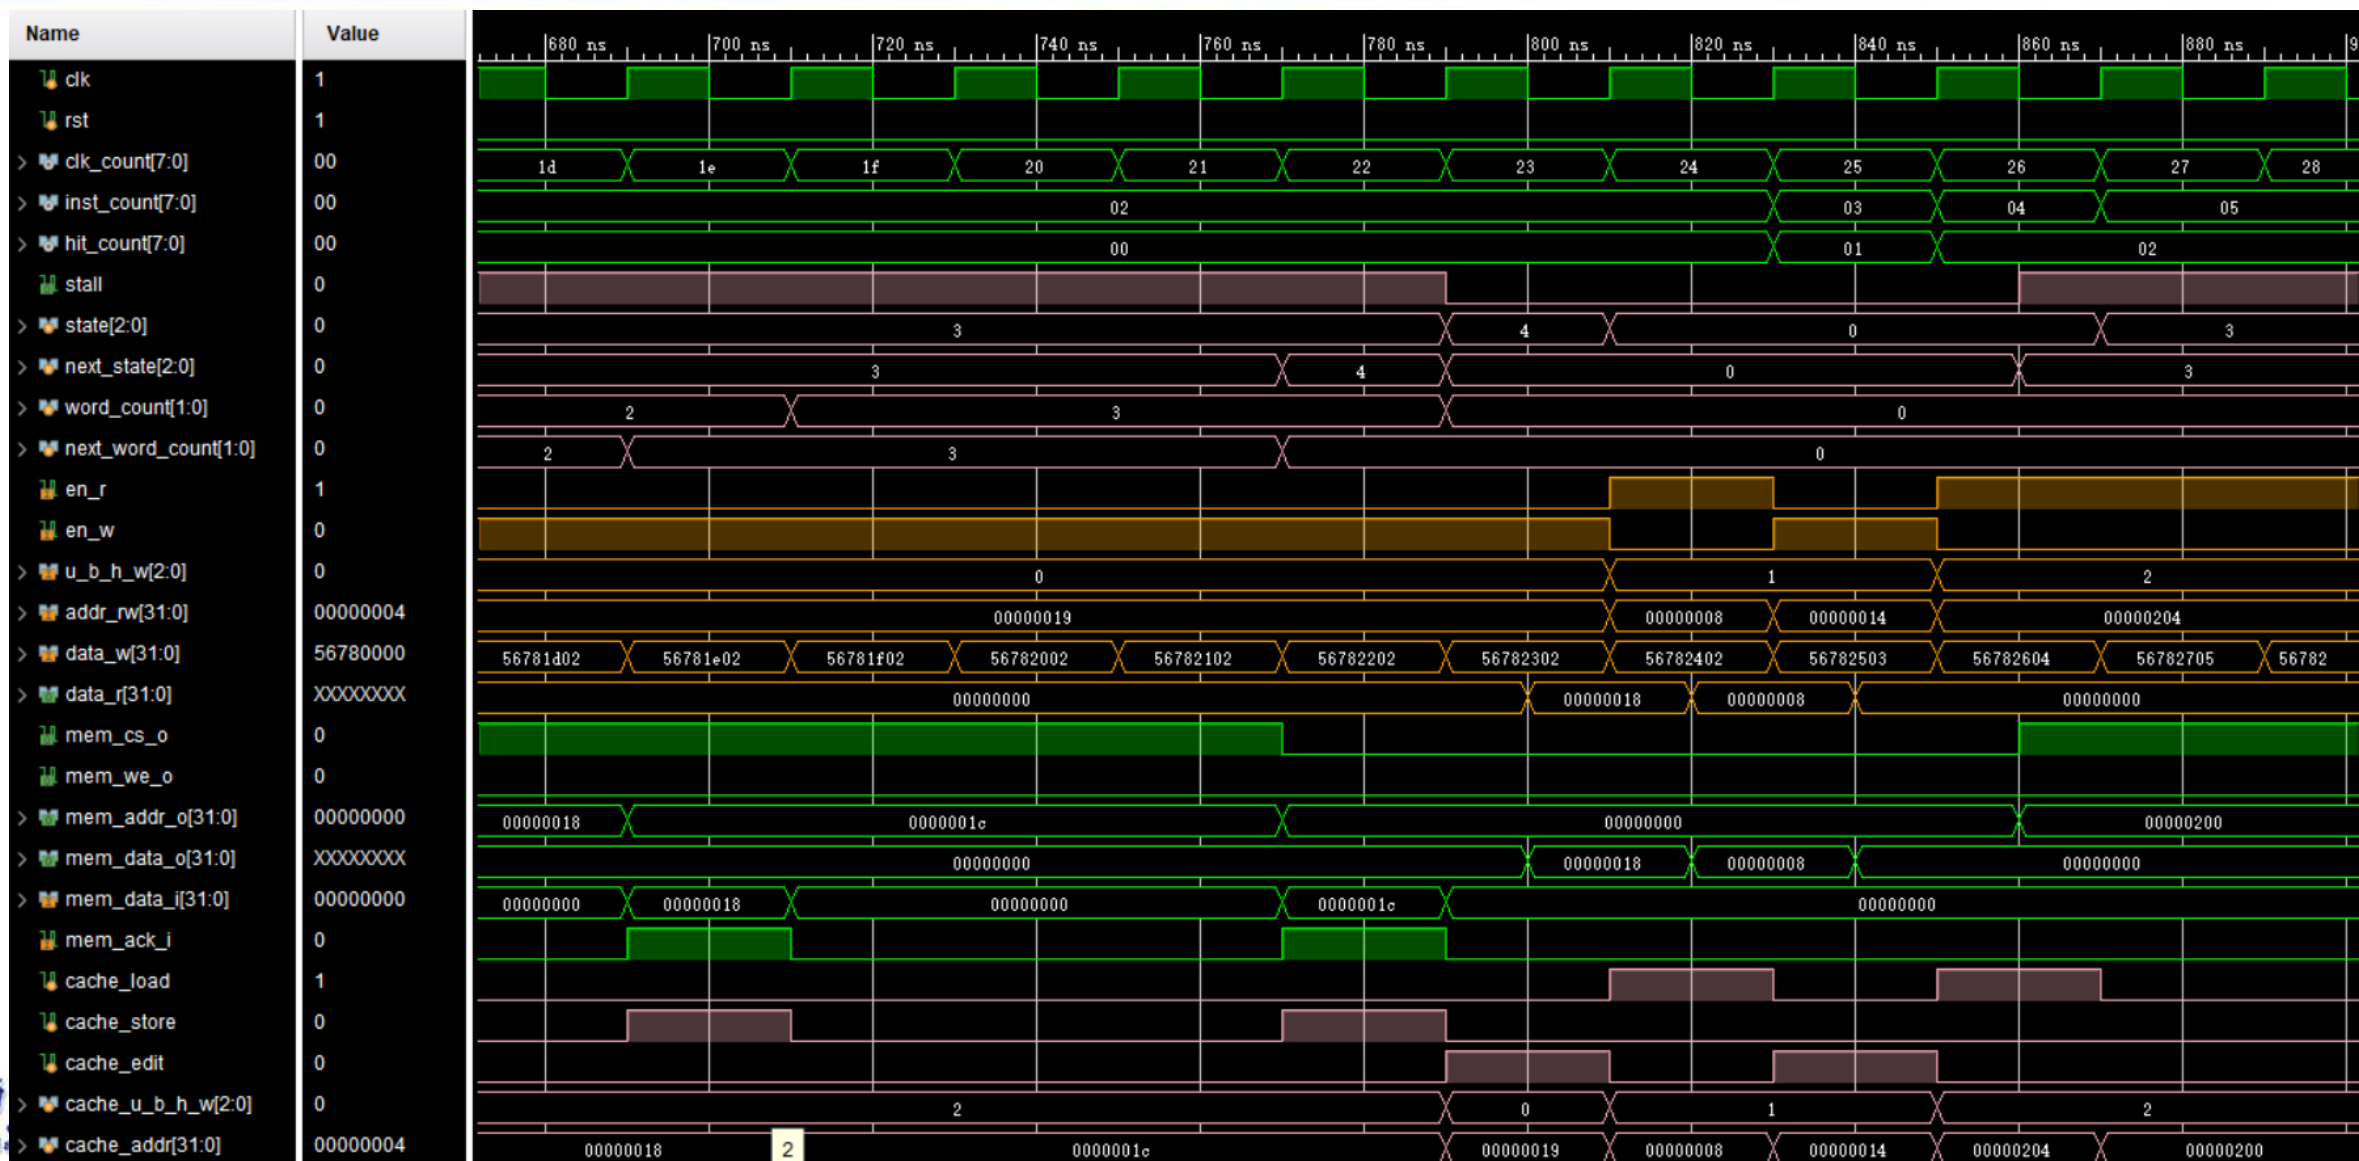 Name Value 680 ns 700 ns 720 ns 740 ns 760 ns 780 ns 800 ns 820 ns 840 ns 860 ns 880 ns 9
clk 1
rst 1
clk_count[7:0] 00 1d 1e 1f 20 21 22 23 24 25 26 27 28
inst_count[7:0] 00 02 03 04 05
hit_count[7:0] 00 00 01 02
stall 0
state[2:0] 0 3 4 0 3
next_state[2:0] 0 3 4 0 3
word_count[1:0] 0 2 3 0
next_word_count[1:0] 0 2 3 0
en_r 1
en_w 0
u_b_h_w[2:0] 0 0 1 2
addr_rw[31:0] 00000004 00000019 00000008 00000014 00000204
data_w[31:0] 56780000 56781d02 56781e02 56781f02 56782002 56782102 56782202 56782302 56782402 56782503 56782604 56782705 56782
data_r[31:0] XXXXXXXX 00000000 00000018 00000008 00000000
mem_cs_o 0
mem_we_o 0
mem_addr_o[31:0] 00000000 00000018 0000001c 00000000 00000200
mem_data_o[31:0] XXXXXXXX 00000000 00000018 00000008 00000000
mem_data_i[31:0] 00000000 00000000 00000018 00000000 0000001c 00000000
mem_ack_i 0
cache_load 1
cache_store 0
cache_edit 0
cache_u_b_h_w[2:0] 0 2 0 1 2
cache_addr[31:0] 00000004 00000018 2 0000001c 00000019 00000008 00000014 00000204 00000200